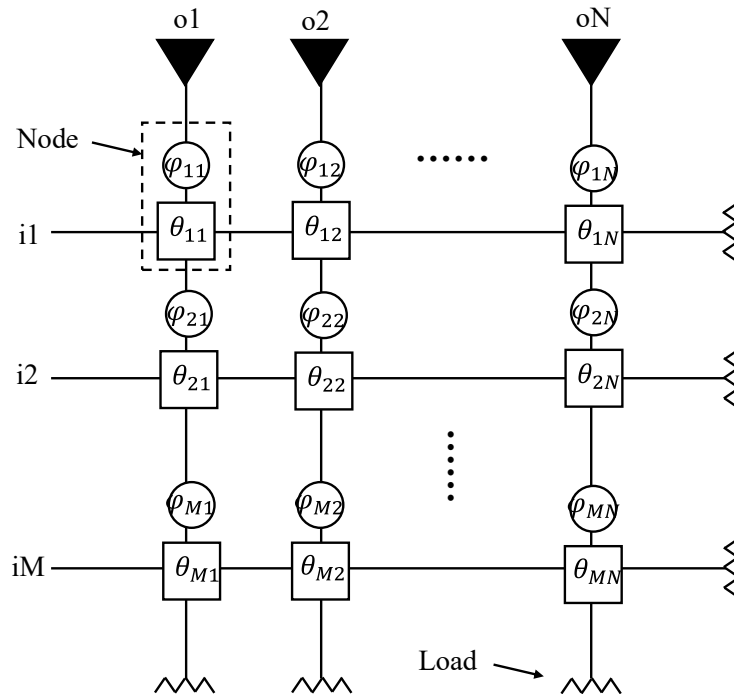 o1 o2 oN
Node
φ₁₁ φ₁₂ ...... φ₁N
i1 θ₁₁ θ₁₂ θ₁N
φ₂₁ φ₂₂ φ₂N
i2 θ₂₁ θ₂₂ θ₂N
φM₁ φM₂ φMN
iM θM₁ θM₂ θMN
Load